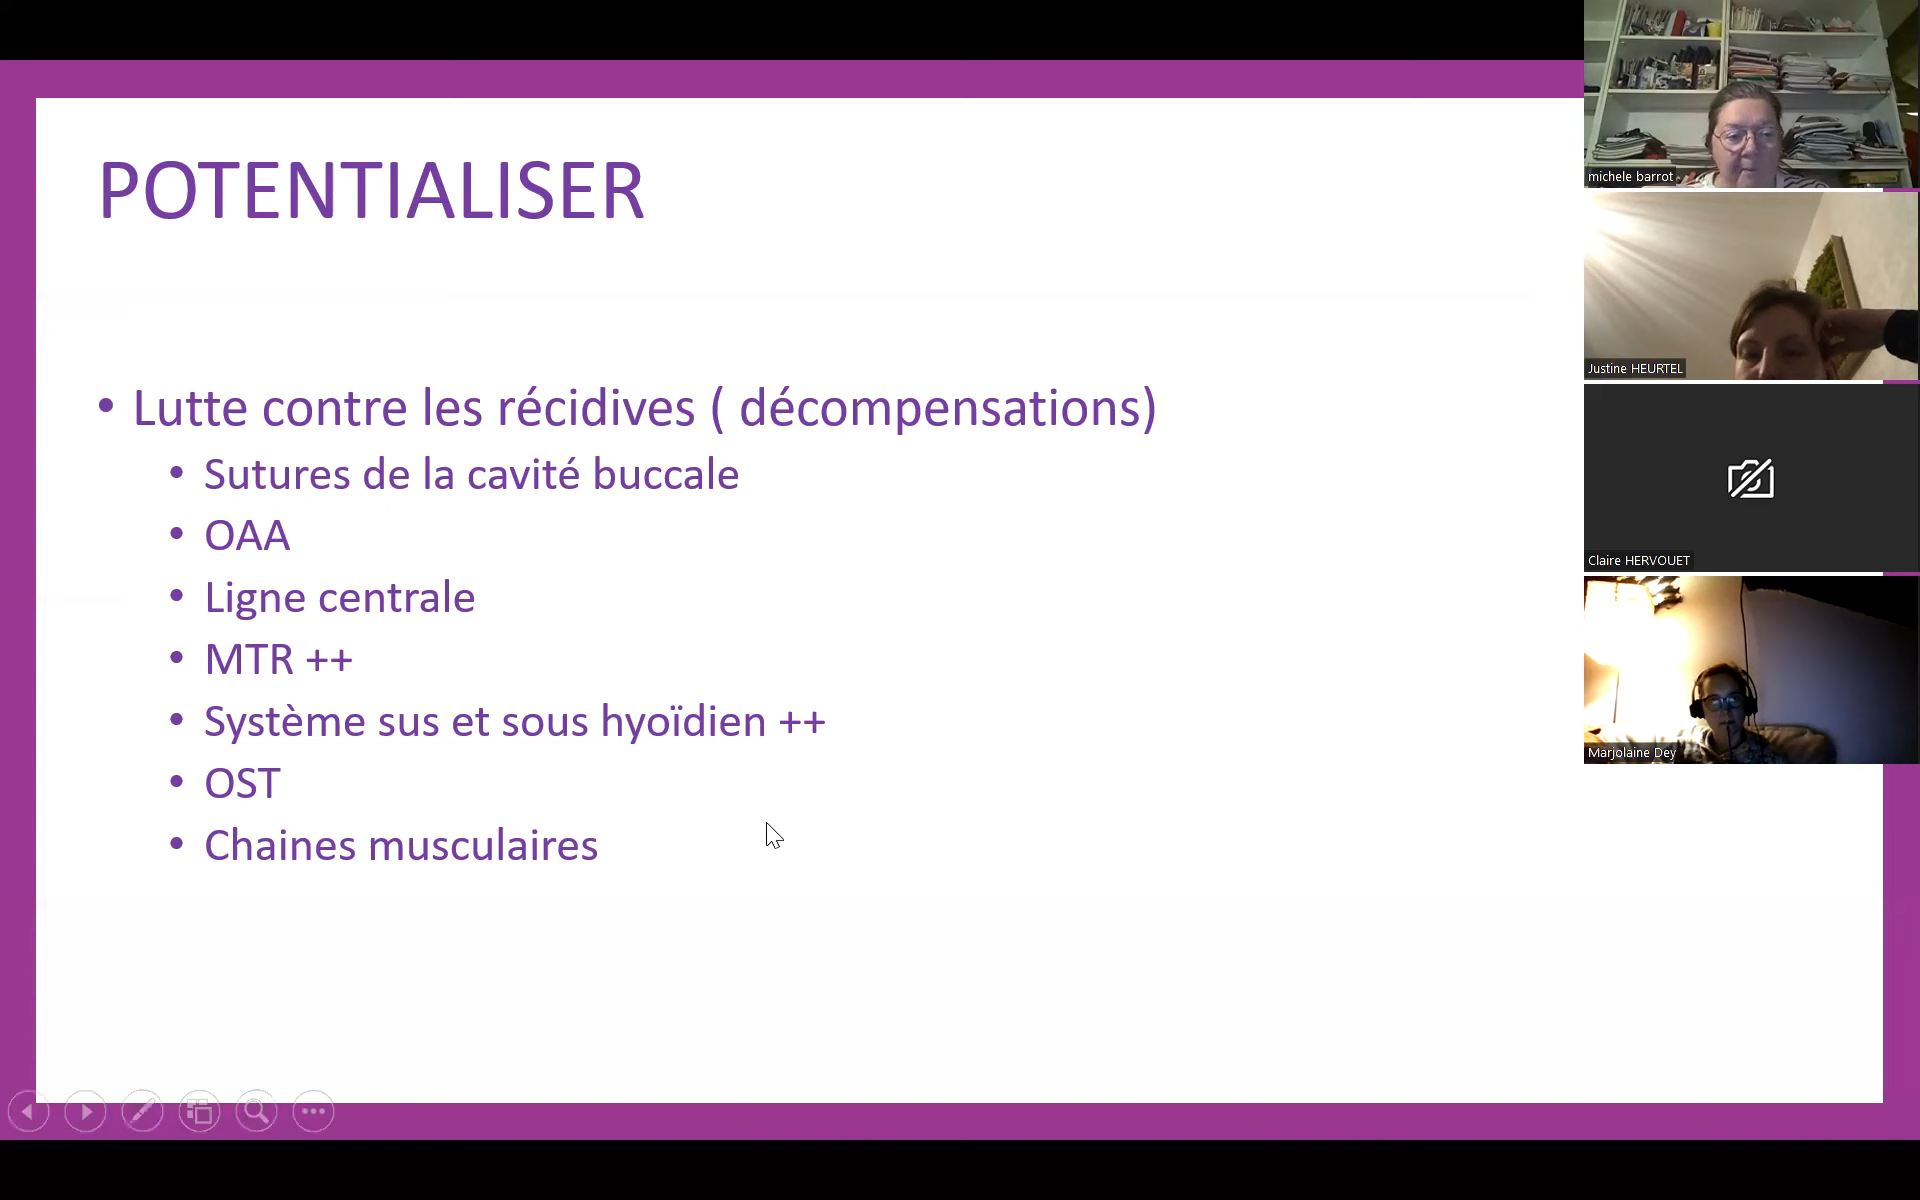 POTENTIALISER
• Lutte contre les récidives ( décompensations)
• Sutures de la cavité buccale
• OAA
• Ligne centrale
• MTR ++
• Système sus et sous hyoïdien ++
• OST
• Chaines musculaires
michele barrot
Justine HEURTEL
Claire HERVOUET
Marjolaine Dey